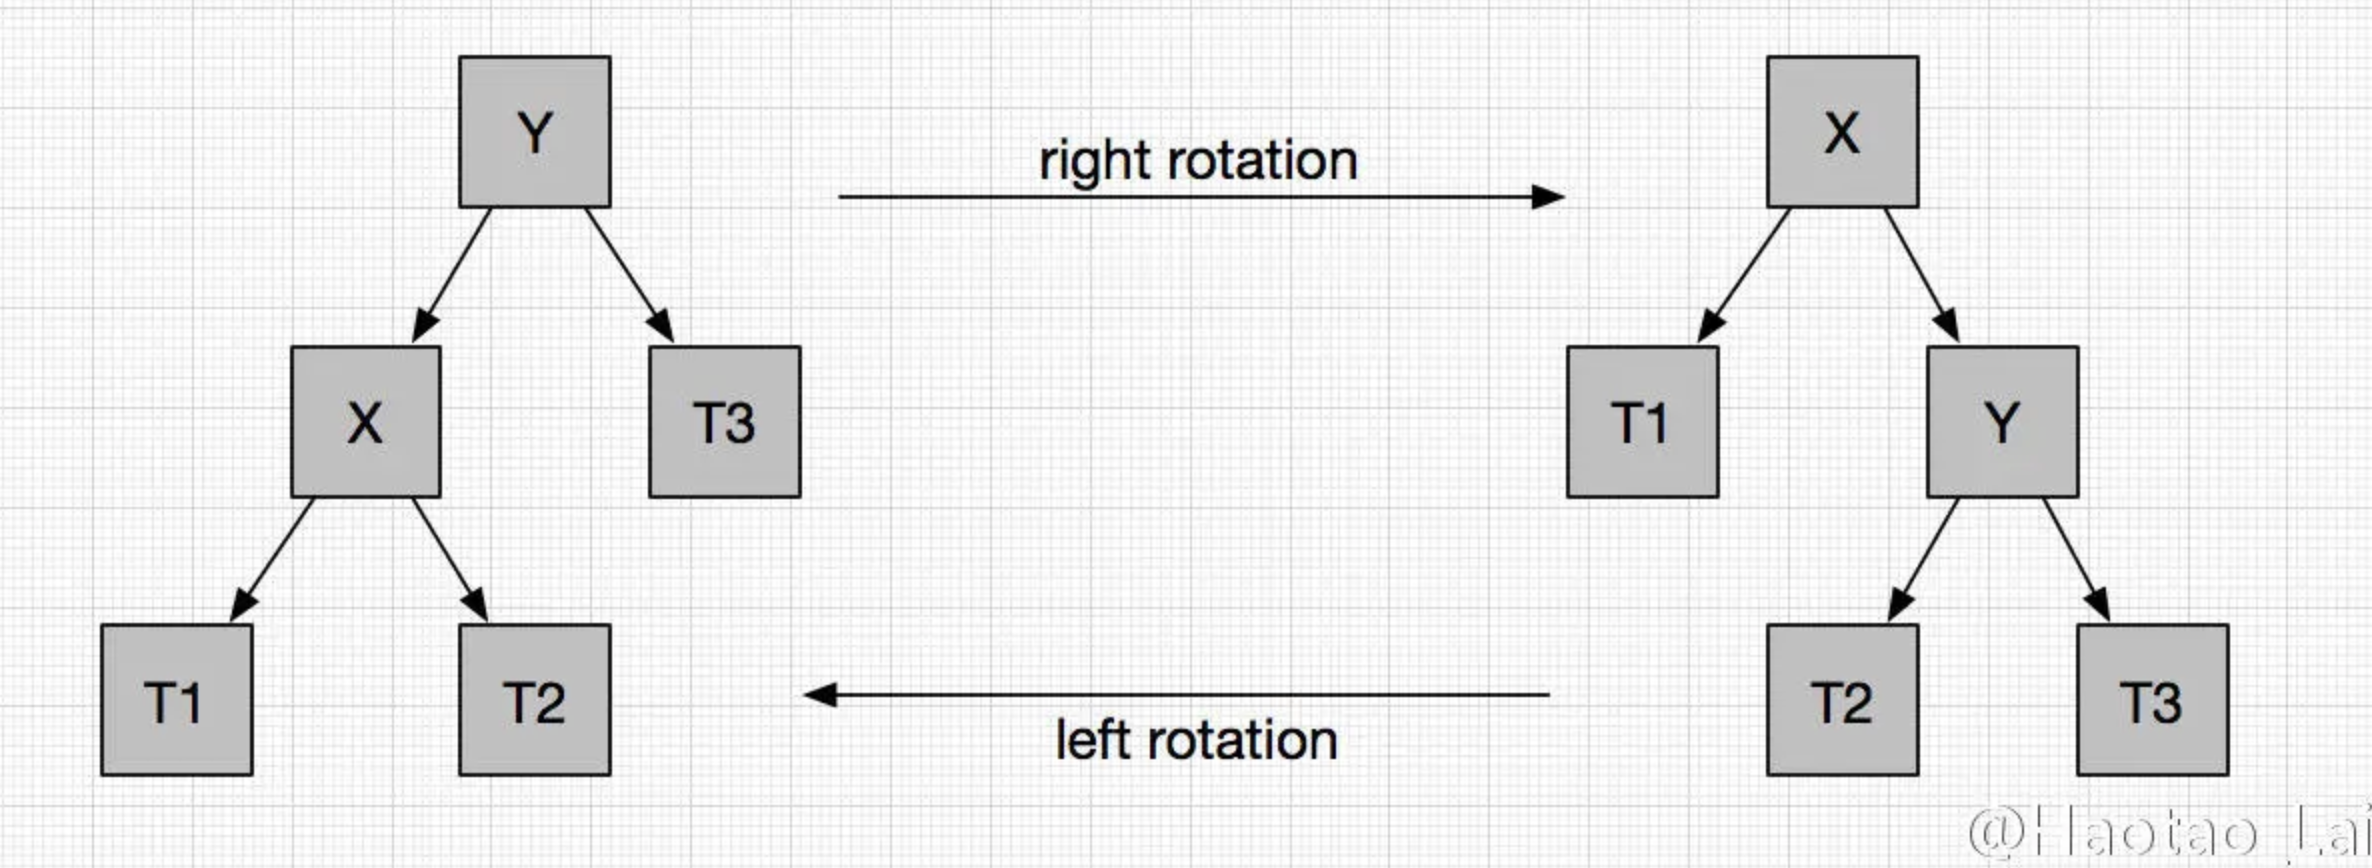 Y
right rotation
X
X
T3
T1
Y
T1
T2
left rotation
T2
T3
@Haotao_Lai